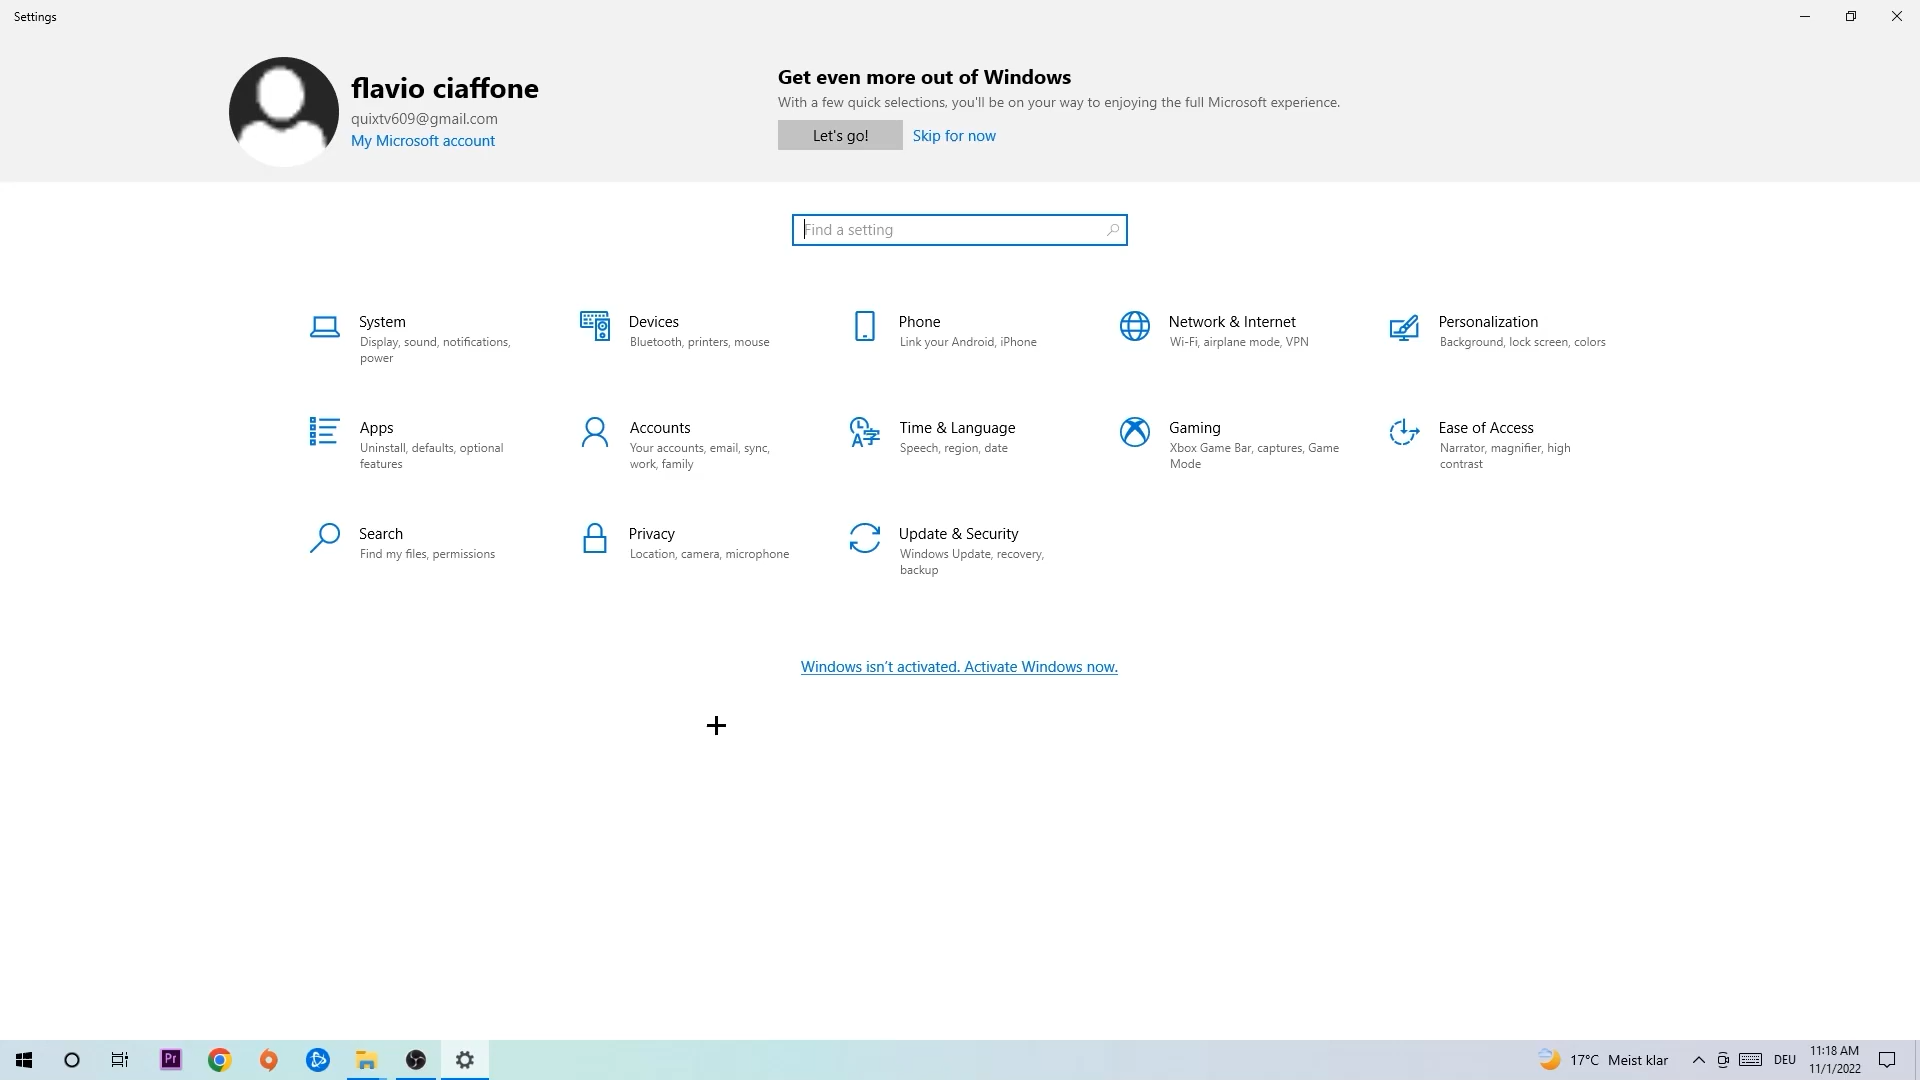 Settings
flavio ciaffone
quixtv609@gmail.com
My Microsoft account
Get even more out of Windows
With a few quick selections, you'll be on your way to enjoying the full Microsoft experience.
Let's go!
Skip for now
Find a setting
System
Display, sound, notifications,
power
Devices
Bluetooth, printers, mouse
Phone
Link your Android, iPhone
Network & Internet
Wi-Fi, airplane mode, VPN
Personalization
Background, lock screen, colors
Apps
Uninstall, defaults, optional
features
Accounts
Your accounts, email, sync,
work, family
Time & Language
Speech, region, date
Gaming
Xbox Game Bar, captures, Game
Mode
Ease of Access
Narrator, magnifier, high
contrast
Search
Find my files, permissions
Privacy
Location, camera, microphone
Update & Security
Windows Update, recovery,
backup
Windows isn't activated. Activate Windows now.
Pr
17°C Meist klar
DEU
11:18 AM
11/1/2022